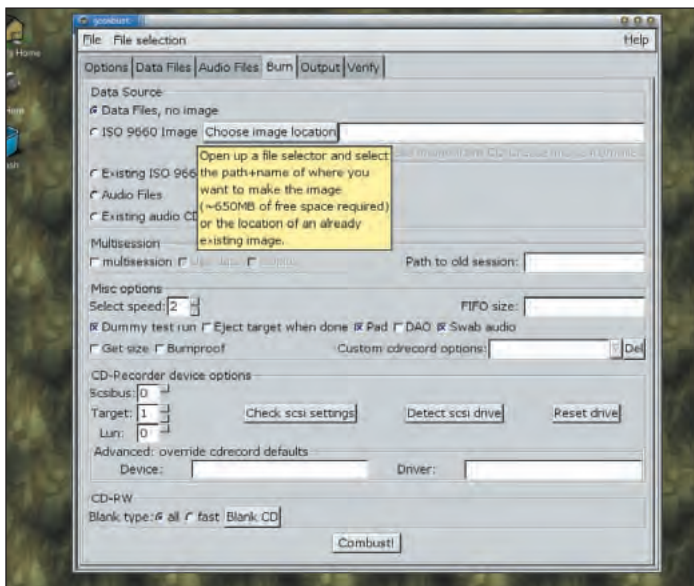 gcombust
File File selection Help
Options Data Files Audio Files Burn Output Verify
Data Source
Data Files, no image
ISO 9660 Image Choose image location
Open up a file selector and select
the path+name of where you
want to make the image
(~650MB of free space required)
or the location of an already
existing image.
Existing ISO 966
Audio Files
Existing audio CD
Multisession
multisession
Path to old session:
Misc options
Select speed: 2 FIFO size:
Dummy test run Eject target when done Pad DAO Swab audio
Get size Burnproof Custom cdrecord options: Del
CD-Recorder device options
Scsibus: 0
Target: 1 Check scsi settings Detect scsi drive Reset drive
Lun: 0
Advanced: override cdrecord defaults
Device: Driver:
CD-RW
Blank type: all fast Blank CD
Combust!
Home